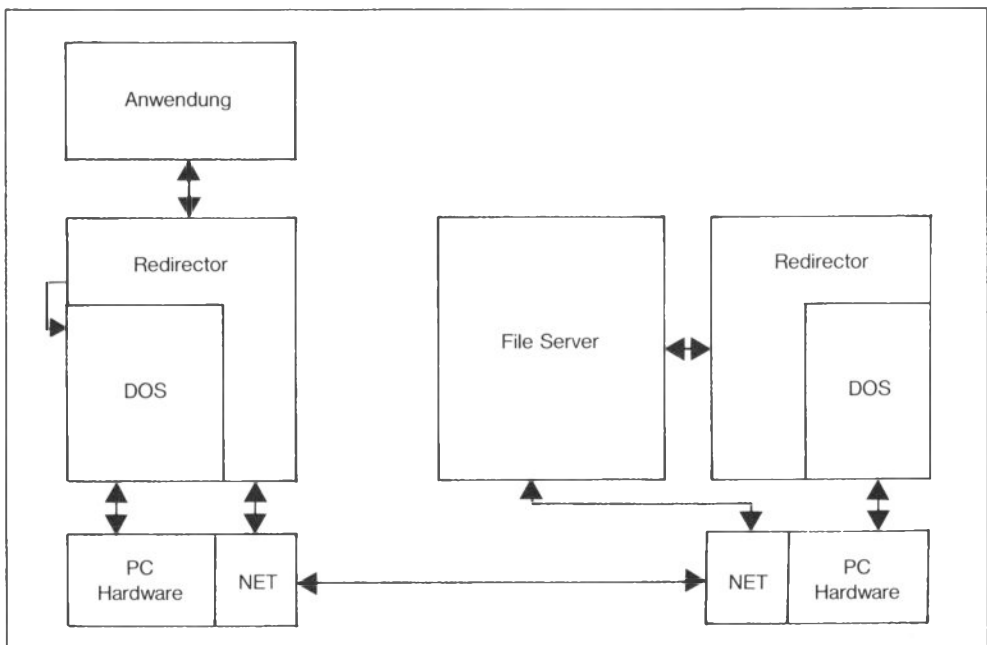 Anwendung
Redirector
DOS
PC
Hardware
NET
File Server
Redirector
DOS
NET
PC
Hardware